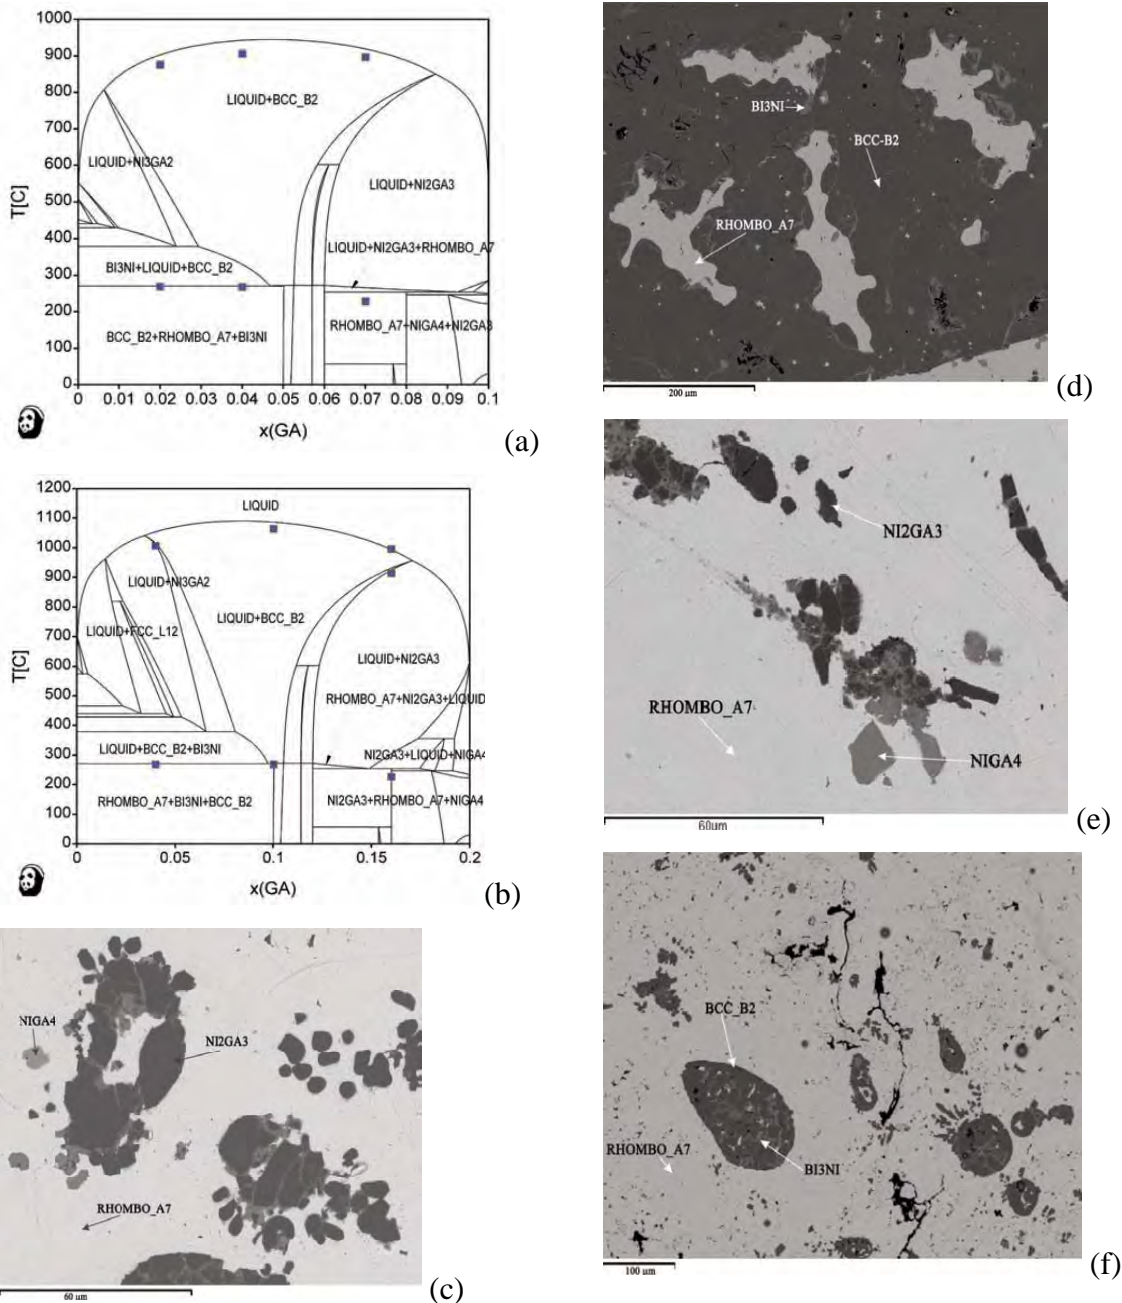 1000
900
800
700
600
500
400
300
200
100
0
T[C]
LIQUID+BCC_B2
LIQUID+NI3GA2
LIQUID+NI2GA3
LIQUID+NI2GA3+RHOMBO_A7
BI3NI+LIQUID+BCC_B2
RHOMBO_A7+NIGA4+NI2GA3
BCC_B2+RHOMBO_A7+BI3NI
0 0.01 0.02 0.03 0.04 0.05 0.06 0.07 0.08 0.09 0.1
x(GA)
(a)
1200
1100
1000
900
800
700
600
500
400
300
200
100
0
T[C]
LIQUID
LIQUID+NI3GA2
LIQUID+BCC_B2
LIQUID+FCC_L12
LIQUID+NI2GA3
RHOMBO_A7+NI2GA3+LIQUID
LIQUID+BCC_B2+BI3NI
NI2GA3+LIQUID+NIGA4
RHOMBO_A7+BI3NI+BCC_B2
NI2GA3+RHOMBO_A7+NIGA4
0 0.05 0.1 0.15 0.2
x(GA)
(b)
NIGA4
NI2GA3
RHOMBO_A7
60 µm
(c)
BI3NI
BCC-B2
RHOMBO_A7
200 µm
(d)
NI2GA3
RHOMBO_A7
NIGA4
60µm
(e)
BCC_B2
RHOMBO_A7
BI3NI
100 µm
(f)